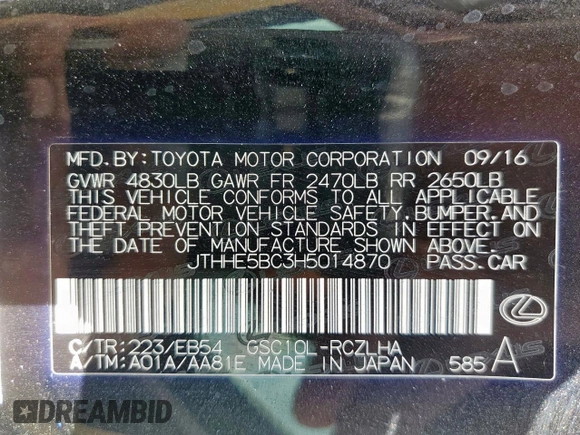 MFD.BY:TOYOTA MOTOR CORPORATION 09/16
GVWR 4830LB GAWR FR 2470LB RR 2650LB
THIS VEHICLE CONFORMS TO ALL APPLICABLE
FEDERAL MOTOR VEHICLE SAFETY,BUMPER,AND
THEFT PREVENTION STANDARDS IN EFFECT ON
THE DATE OF MANUFACTURE SHOWN ABOVE.
JTHHE5BC3H5014870 PASS.CAR
C/TR:223/EB54 GSC10L-RCZLHA
A/TM:A01A/AA81E MADE IN JAPAN 585 A
DREAMBID